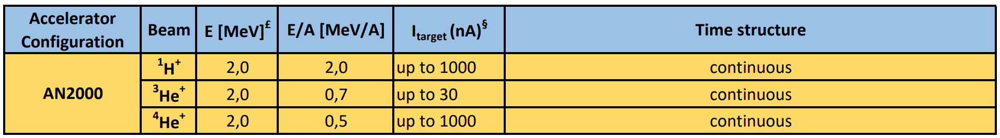 Accelerator Configuration Beam E [MeV]£ E/A [MeV/A] Itarget (nA)§ Time structure
AN2000 1H+ 2,0 2,0 up to 1000 continuous
3He+ 2,0 0,7 up to 30 continuous
4He+ 2,0 0,5 up to 1000 continuous